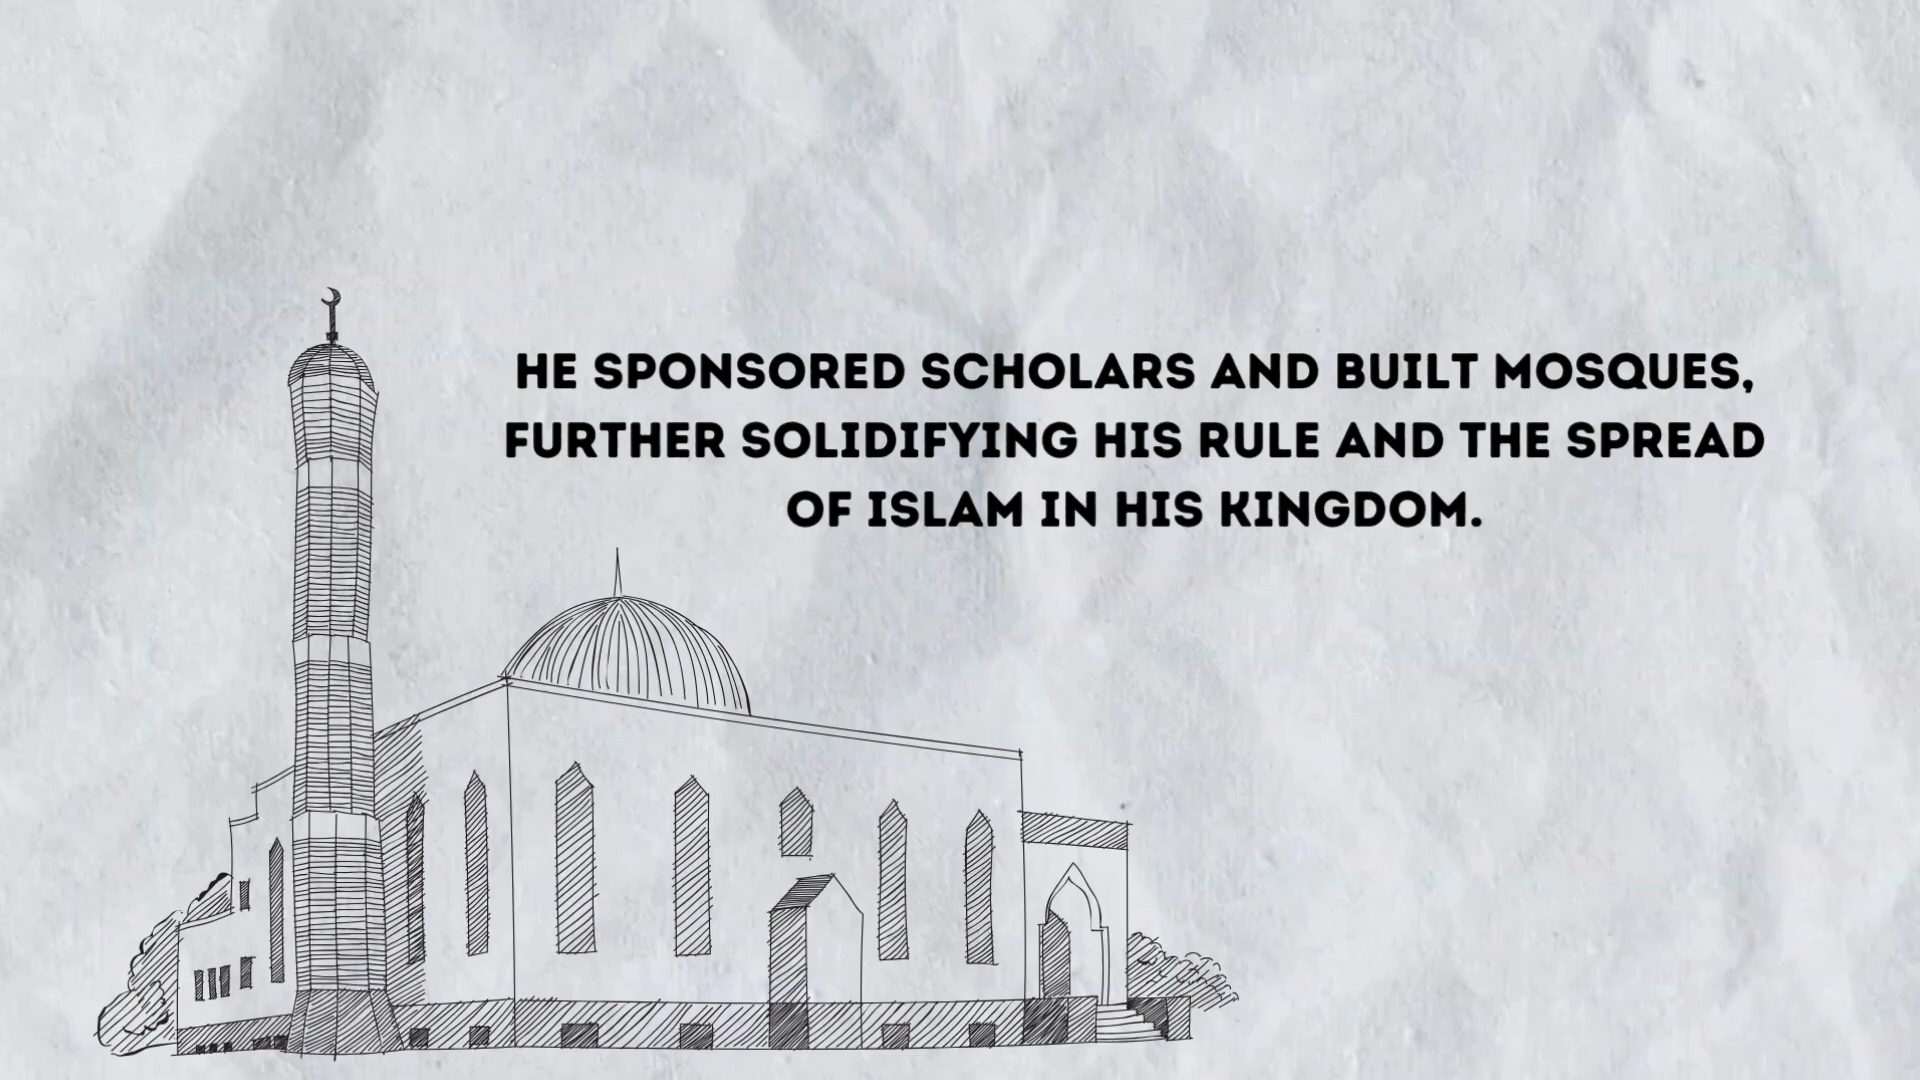 HE SPONSORED SCHOLARS AND BUILT MOSQUES,
FURTHER SOLIDIFYING HIS RULE AND THE SPREAD
OF ISLAM IN HIS KINGDOM.